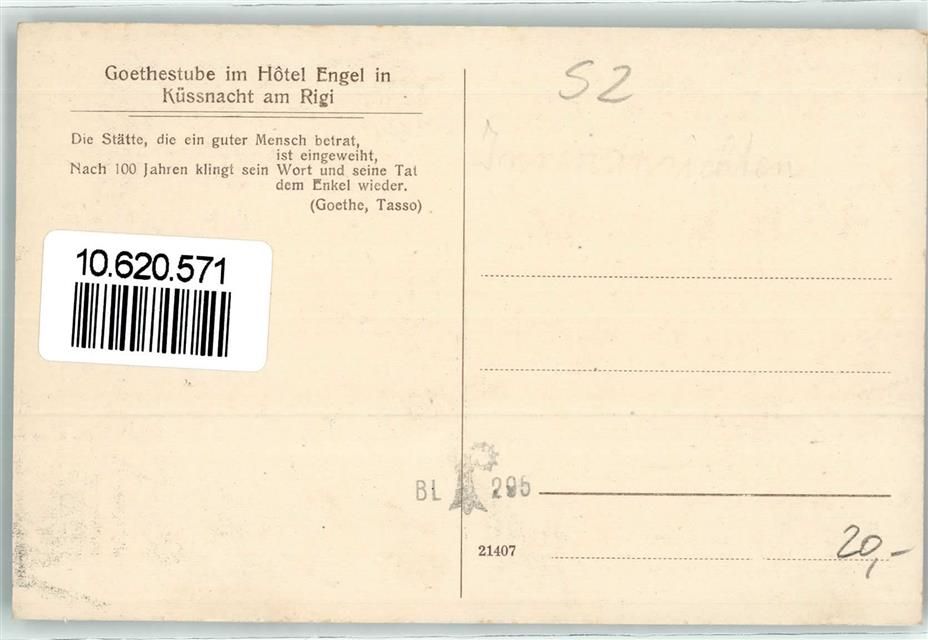 Goethestube im Hôtel Engel in
Küssnacht am Rigi
Die Stätte, die ein guter Mensch betrat,
ist eingeweiht,
Nach 100 Jahren klingt sein Wort und seine Tat
dem Enkel wieder.
(Goethe, Tasso)
10.620.571
SZ
BL 295
21407
20,-